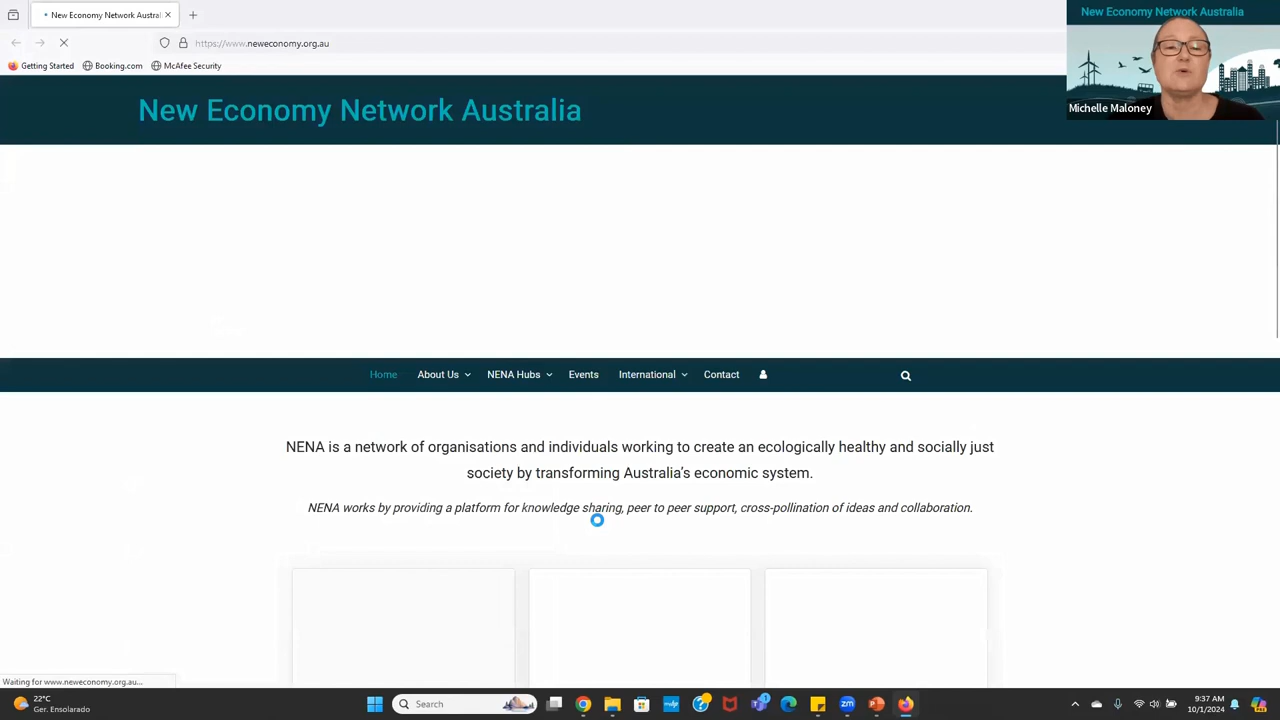 New Economy Network Austral
New Economy Network Australia
https://www.neweconomy.org.au
Michelle Maloney
Getting Started
Booking.com
McAfee Security
New Economy Network Australia
Home
About Us
NENA Hubs
Events
International
Contact
NENA is a network of organisations and individuals working to create an ecologically healthy and socially just
society by transforming Australia's economic system.
NENA works by providing a platform for knowledge sharing, peer to peer support, cross-pollination of ideas and collaboration.
Waiting for www.neweconomy.org.au...
22°C
Ger. Ensolarado
Search
zm
9:37 AM
10/1/2024